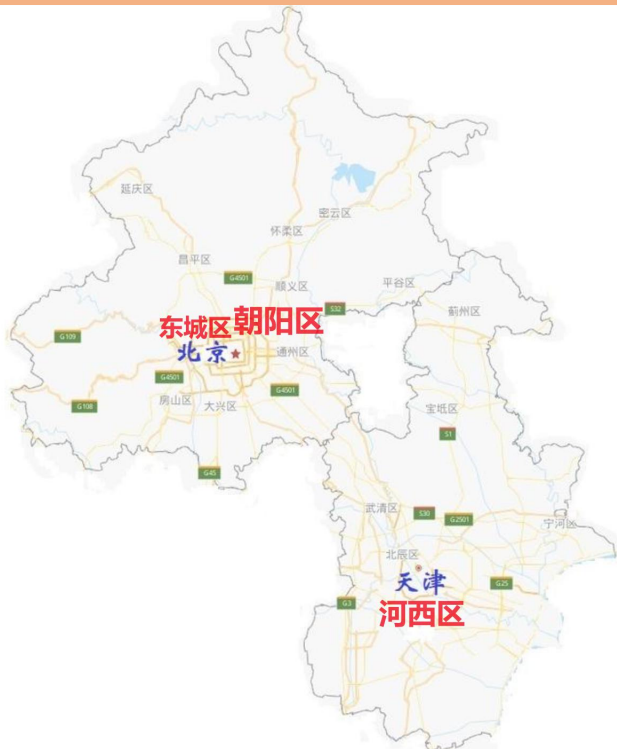 延庆区
密云区
怀柔区
昌平区
G4501
顺义区
平谷区
S32
蓟州区
东城区
朝阳区
G109
北京
通州区
G4501
G4501
房山区
大兴区
G108
宝坻区
S1
G45
武清区
S30
G2501
宁河区
北辰区
天津
G25
G3
河西区